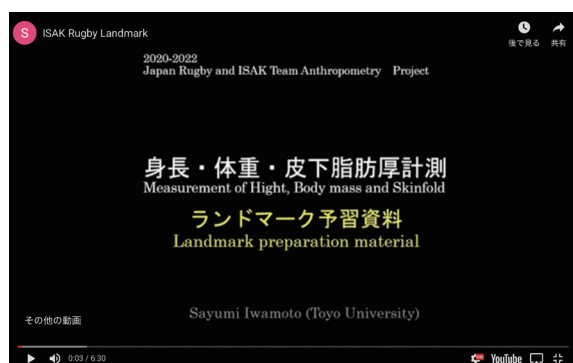 S ISAK Rugby Landmark
後で見る 共有
2020-2022
Japan Rugby and ISAK Team Anthropometry Project
身長・体重・皮下脂肪厚計測
Measurement of Hight, Body mass and Skinfold
ランドマーク予習資料
Landmark preparation material
Sayumi Iwamoto (Toyo University)
その他の動画
0:03 / 6:30 YouTube